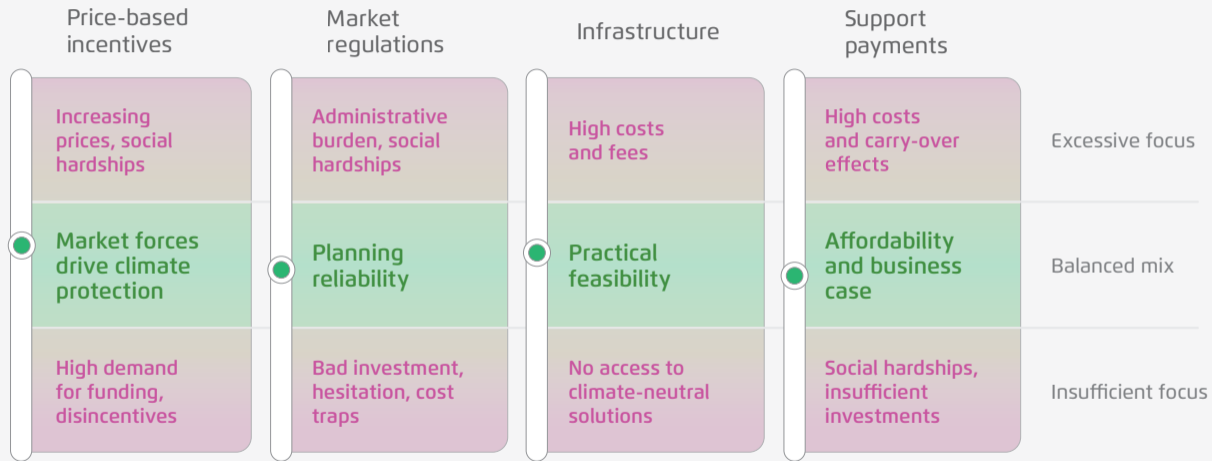 Price-based
incentives
Market
regulations
Infrastructure
Support
payments
Increasing
prices, social
hardships
Administrative
burden, social
hardships
High costs
and fees
High costs
and carry-over
effects
Excessive focus
Market forces
drive climate
protection
Planning
reliability
Practical
feasibility
Affordability
and business
case
Balanced mix
High demand
for funding,
disincentives
Bad investment,
hesitation, cost
traps
No access to
climate-neutral
solutions
Social hardships,
insufficient
investments
Insufficient focus